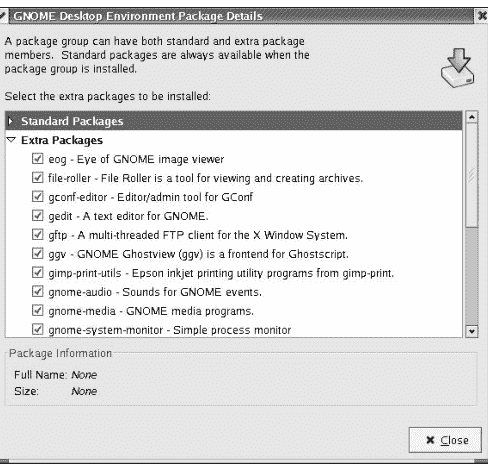 GNOME Desktop Environment Package Details
A package group can have both standard and extra package
members. Standard packages are always available when the
package group is installed.
Select the extra packages to be installed:
Standard Packages
Extra Packages
eog - Eye of GNOME image viewer
file-roller - File Roller is a tool for viewing and creating archives.
gconf-editor - Editor/admin tool for GConf
gedit - A text editor for GNOME.
gftp - A multi-threaded FTP client for the X Window System.
ggv - GNOME Ghostview (ggv) is a frontend for Ghostscript.
gimp-print-utils - Epson inkjet printing utility programs from gimp-print.
gnome-audio - Sounds for GNOME events.
gnome-media - GNOME media programs.
gnome-system-monitor - Simple process monitor
Package Information
Full Name: None
Size: None
Close